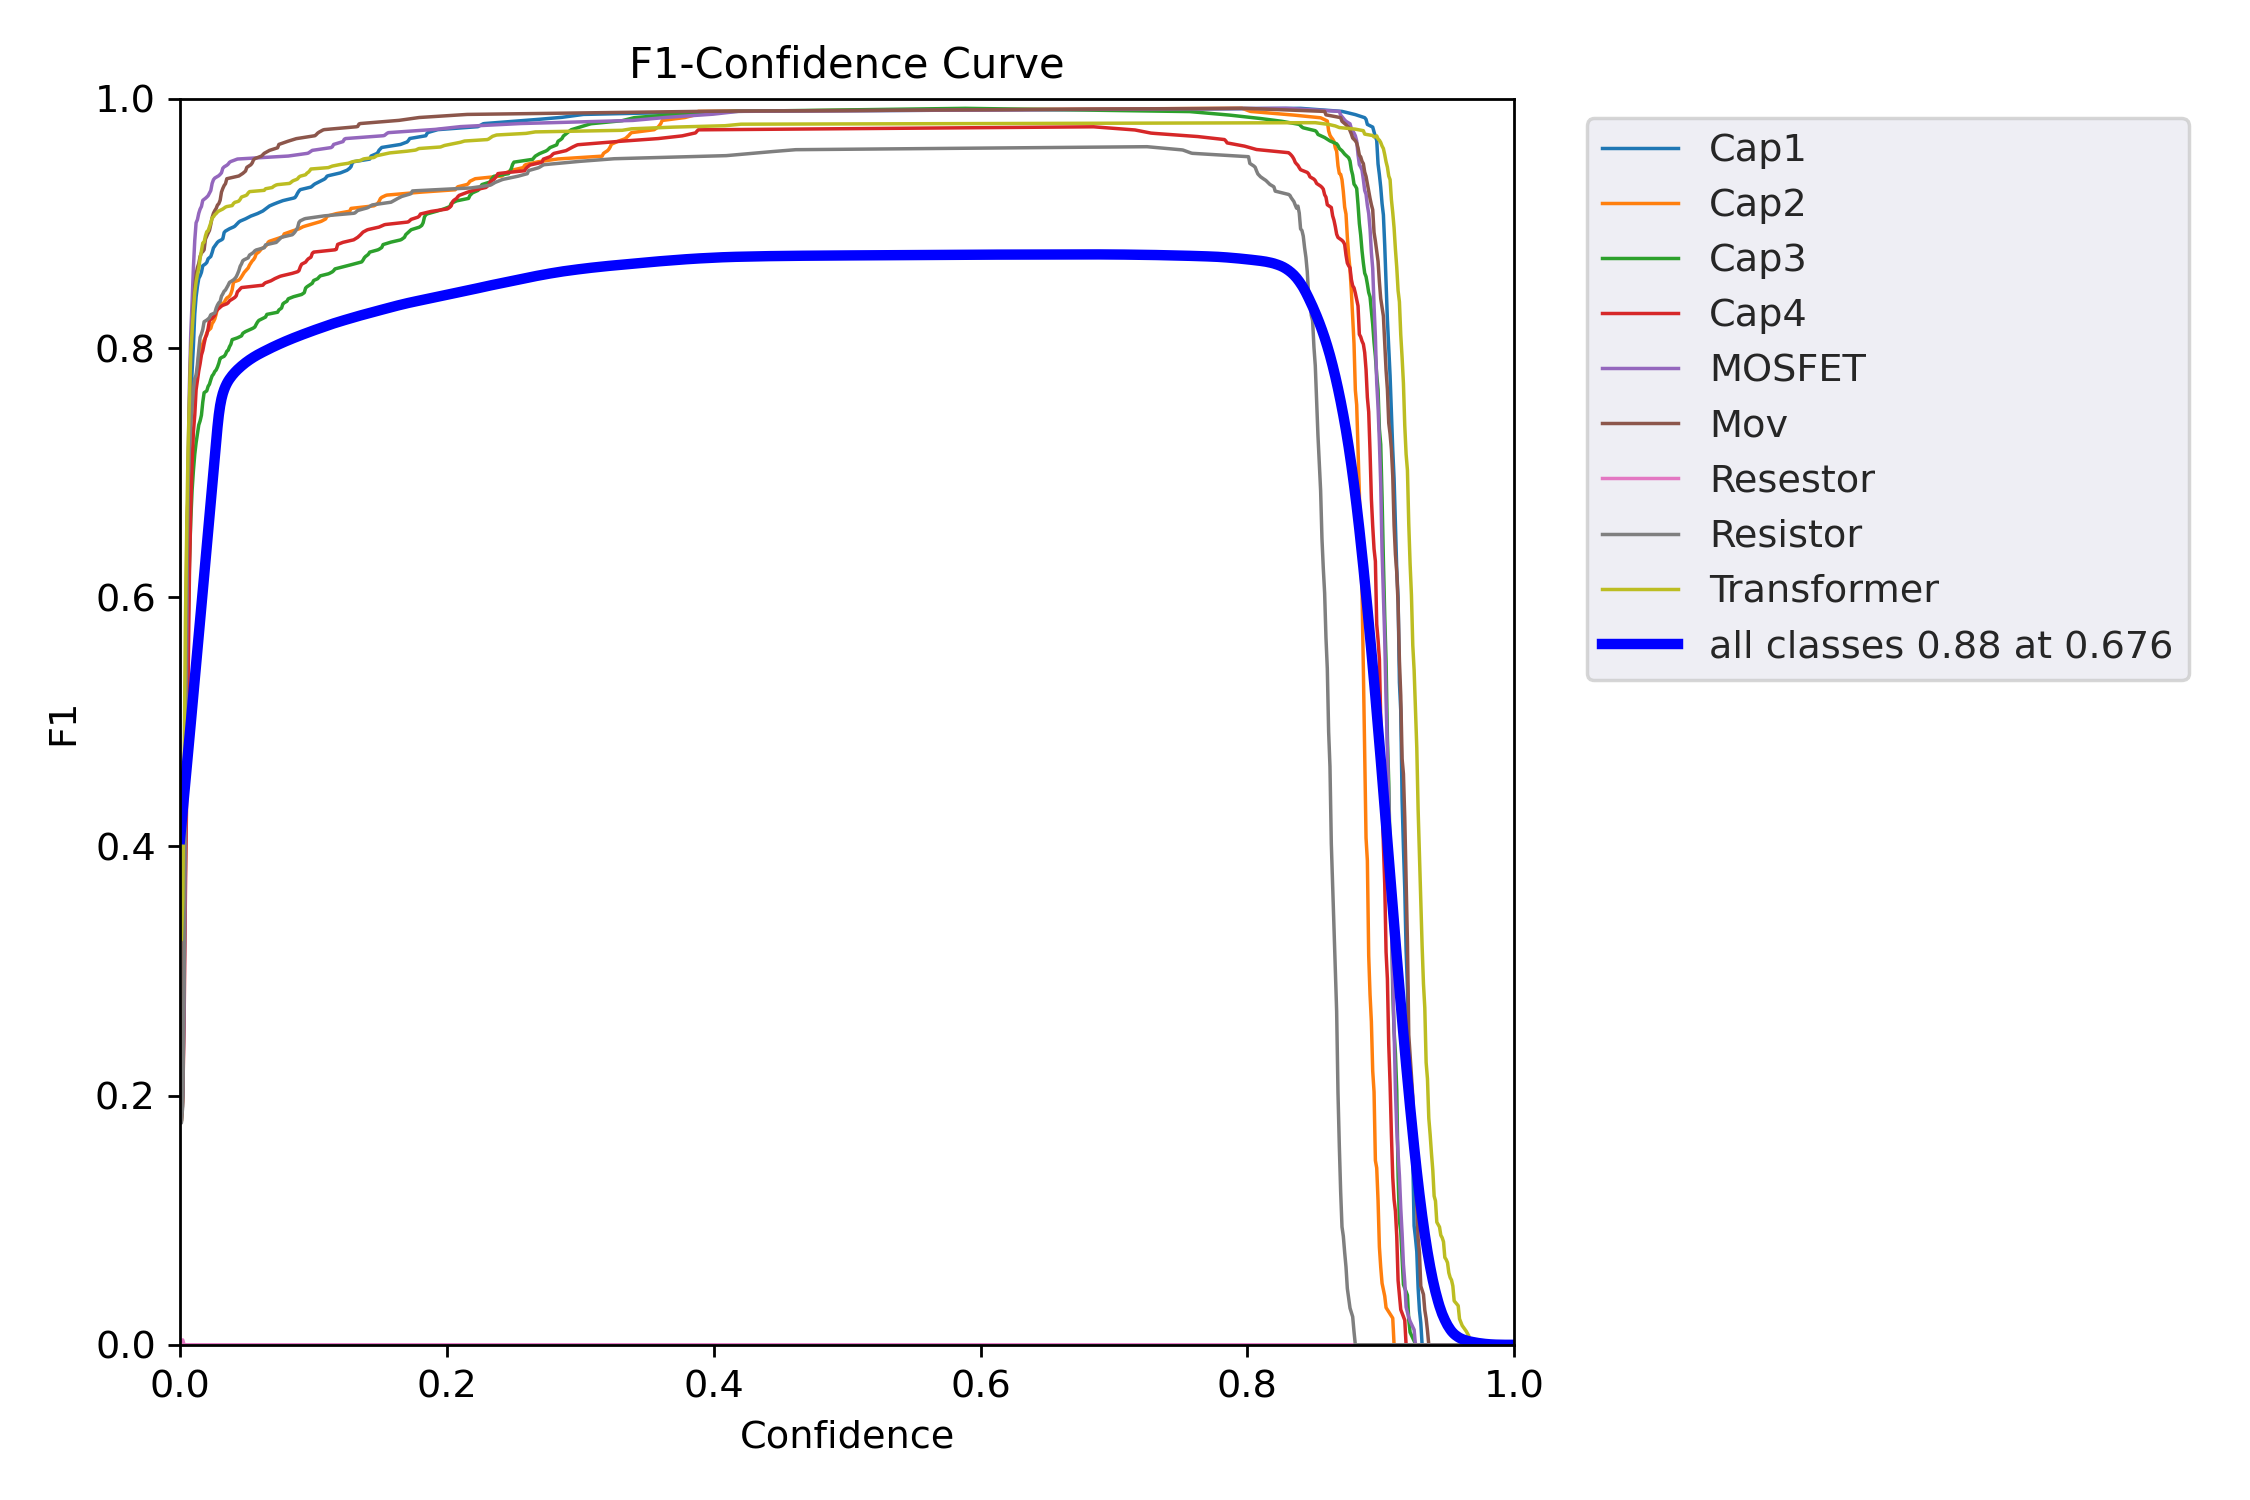 F1-Confidence Curve
1.0
0.8
0.6
0.4
0.2
0.0
F1
0.0 0.2 0.4 0.6 0.8 1.0
Confidence
Cap1
Cap2
Cap3
Cap4
MOSFET
Mov
Resestor
Resistor
Transformer
all classes 0.88 at 0.676